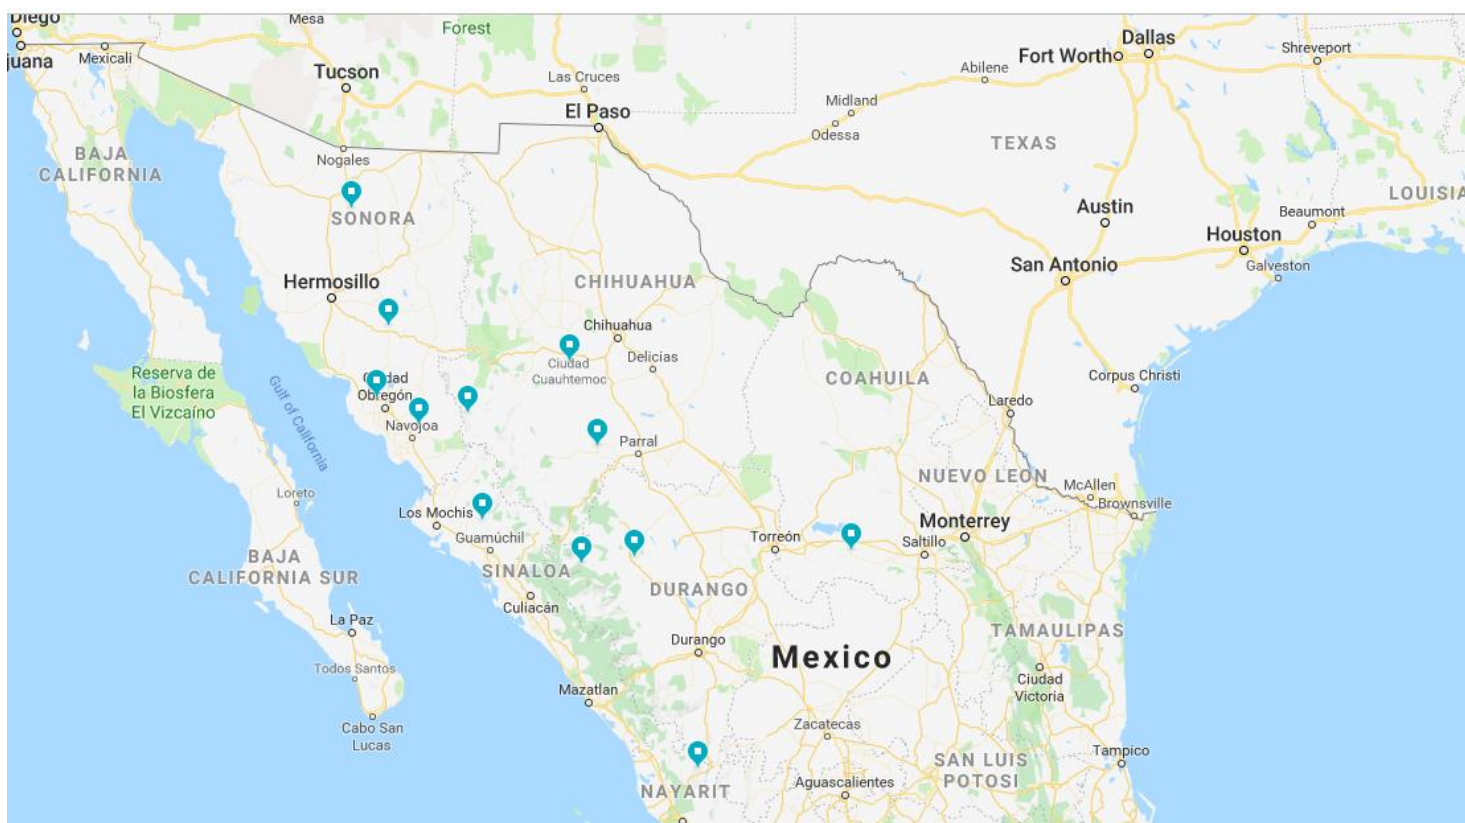 Diego
juana
Mexicali
Mesa
Tucson
Nogales
Forest
Las Cruces
El Paso
Abilene
Fort Worth
Dallas
Shreveport
Midland
Odessa
TEXAS
LOUISIA
BAJA
CALIFORNIA
SONORA
Austin
Beaumont
Houston
San Antonio
Galveston
Hermosillo
CHIHUAHUA
Chihuahua
Delicias
Ciudad
Cuauhtemoc
Reserva de
la Biosfera
El Vizcaíno
Gulf of California
Obregón
Navojoa
COAHUILA
Corpus Christi
Laredo
Parral
NUEVO LEON
McAllen
Brownsville
Loreto
Los Mochis
Guamúchil
Torreón
Monterrey
Saltillo
BAJA
CALIFORNIA SUR
SINALOA
Culiacán
DURANGO
La Paz
Durango
Mexico
TAMAULIPAS
Todos Santos
Ciudad
Victoria
Mazatlan
Cabo San
Lucas
Zacatecas
Tampico
SAN LUIS
POTOSI
Aguascalientes
NAYARIT